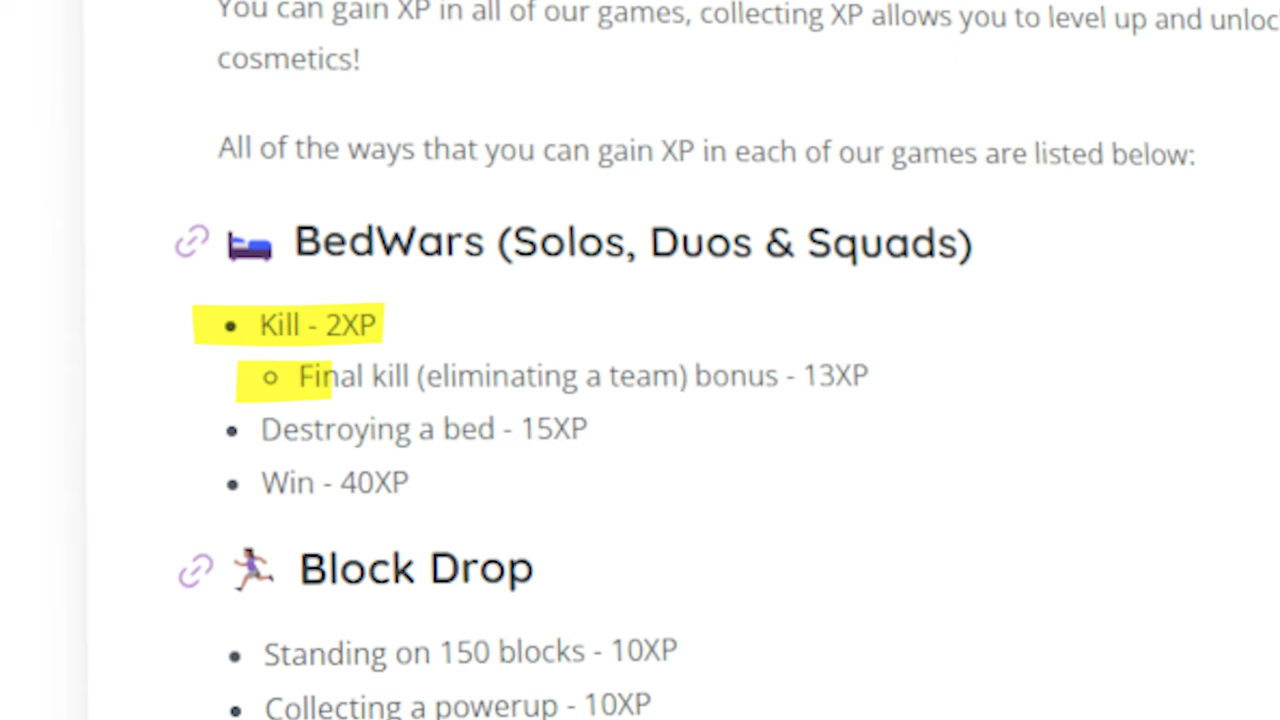 You can gain XP in all of our games, collecting XP allows you to level up and
cosmetics!
All of the ways that you can gain XP in each of our games are listed below:
BedWars (Solos, Duos & Squads)
Kill - 2XP
Final kill (eliminating a team) bonus - 13XP
Destroying a bed - 15XP
Win - 40XP
Block Drop
Standing on 150 blocks - 10XP
Collecting a powerup - 10XP